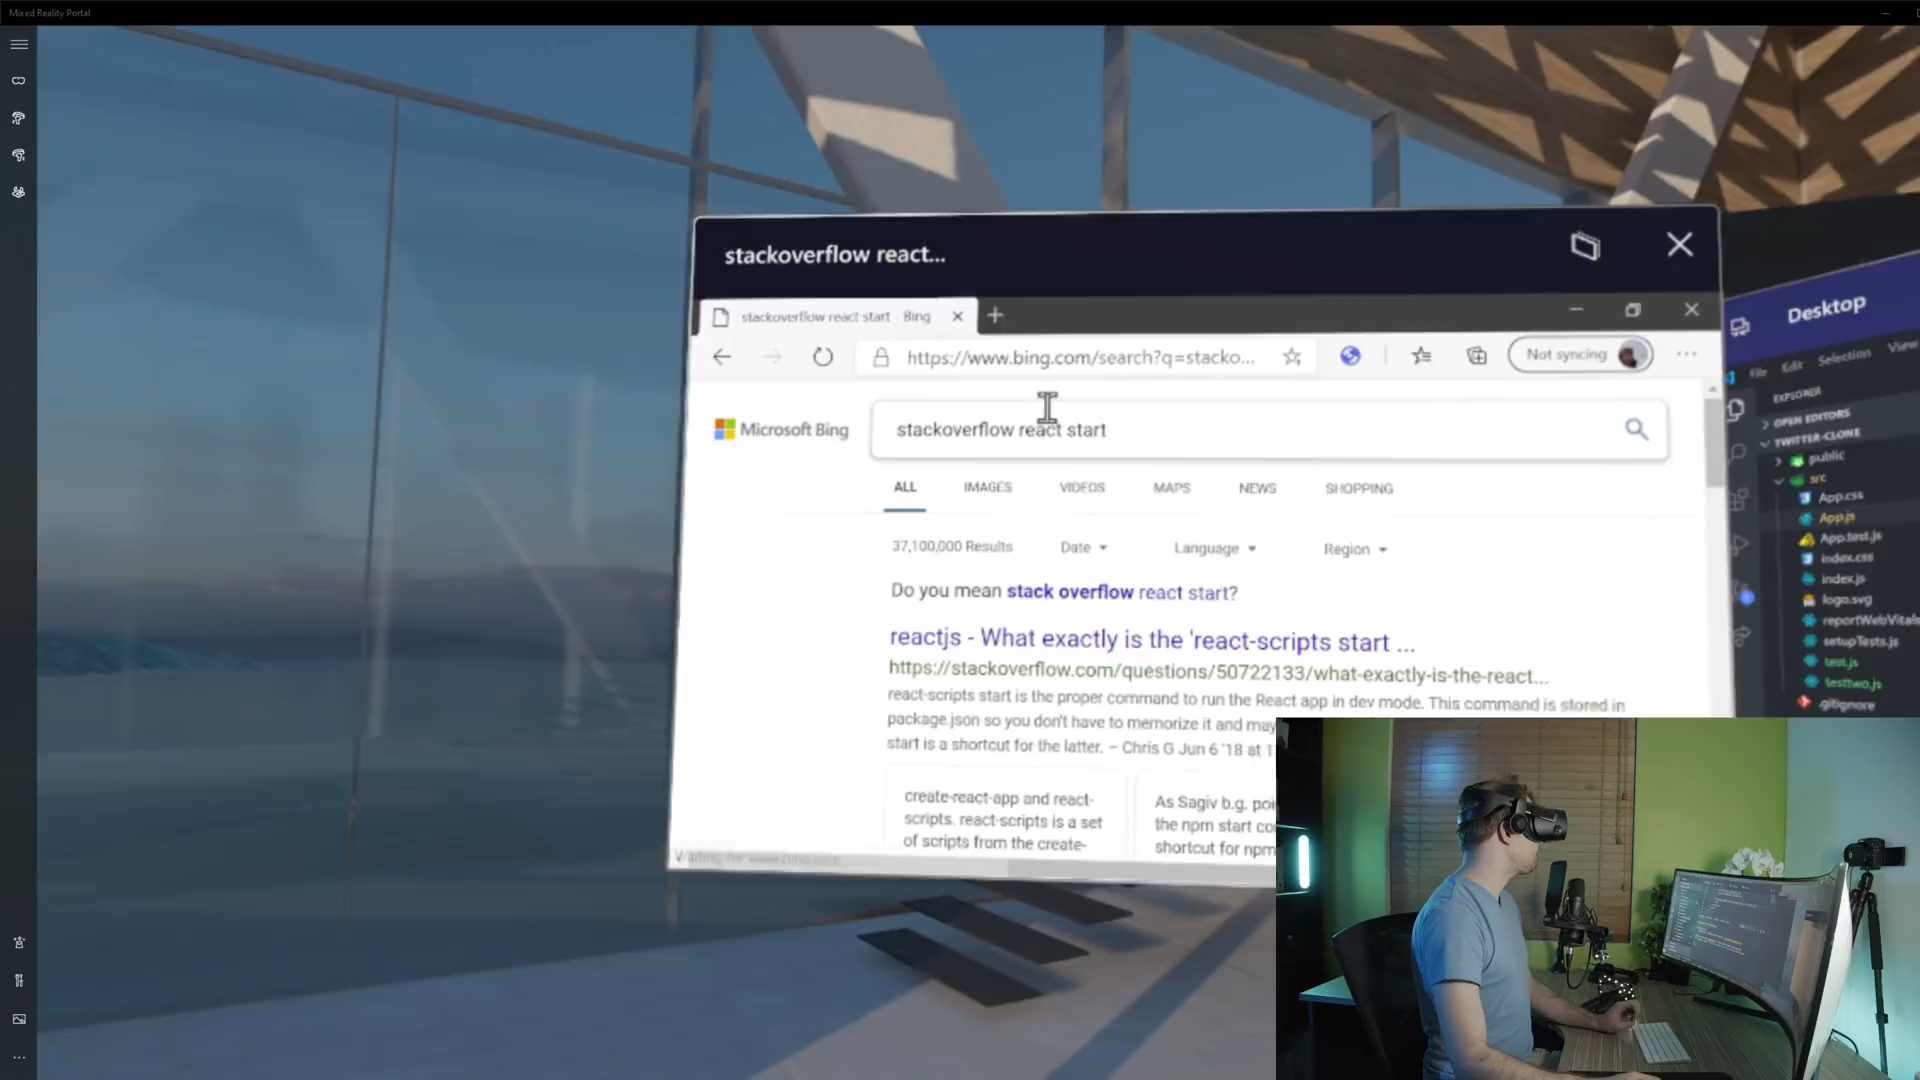 Mixed Reality Portal
stackoverflow react...
stackoverflow react start - Bing
https://www.bing.com/search?q=stacko...
Not syncing
Microsoft Bing
stackoverflow react start
ALL IMAGES VIDEOS MAPS NEWS SHOPPING
37,100,000 Results Date Language Region
Do you mean stack overflow react start?
reactjs - What exactly is the 'react-scripts start ...
https://stackoverflow.com/questions/50722133/what-exactly-is-the-react...
react-scripts start is the proper command to run the React app in dev mode. This command is stored in
package.json so you don't have to memorize it and may
start is a shortcut for the latter. – Chris G Jun 6 '18 at 1
create-react-app and react-
scripts. react-scripts is a set
of scripts from the create-
As Sagiv b.g. poi
the npm start co
shortcut for npm
Waiting for www.bing.com...
Desktop
File Edit Selection View
EXPLORER
OPEN EDITORS
TWITTER-CLONE
public
src
App.css
App.js
App.test.js
index.css
index.js
logo.svg
reportWebVitals
setupTests.js
test.js
testtwo.js
.gitignore